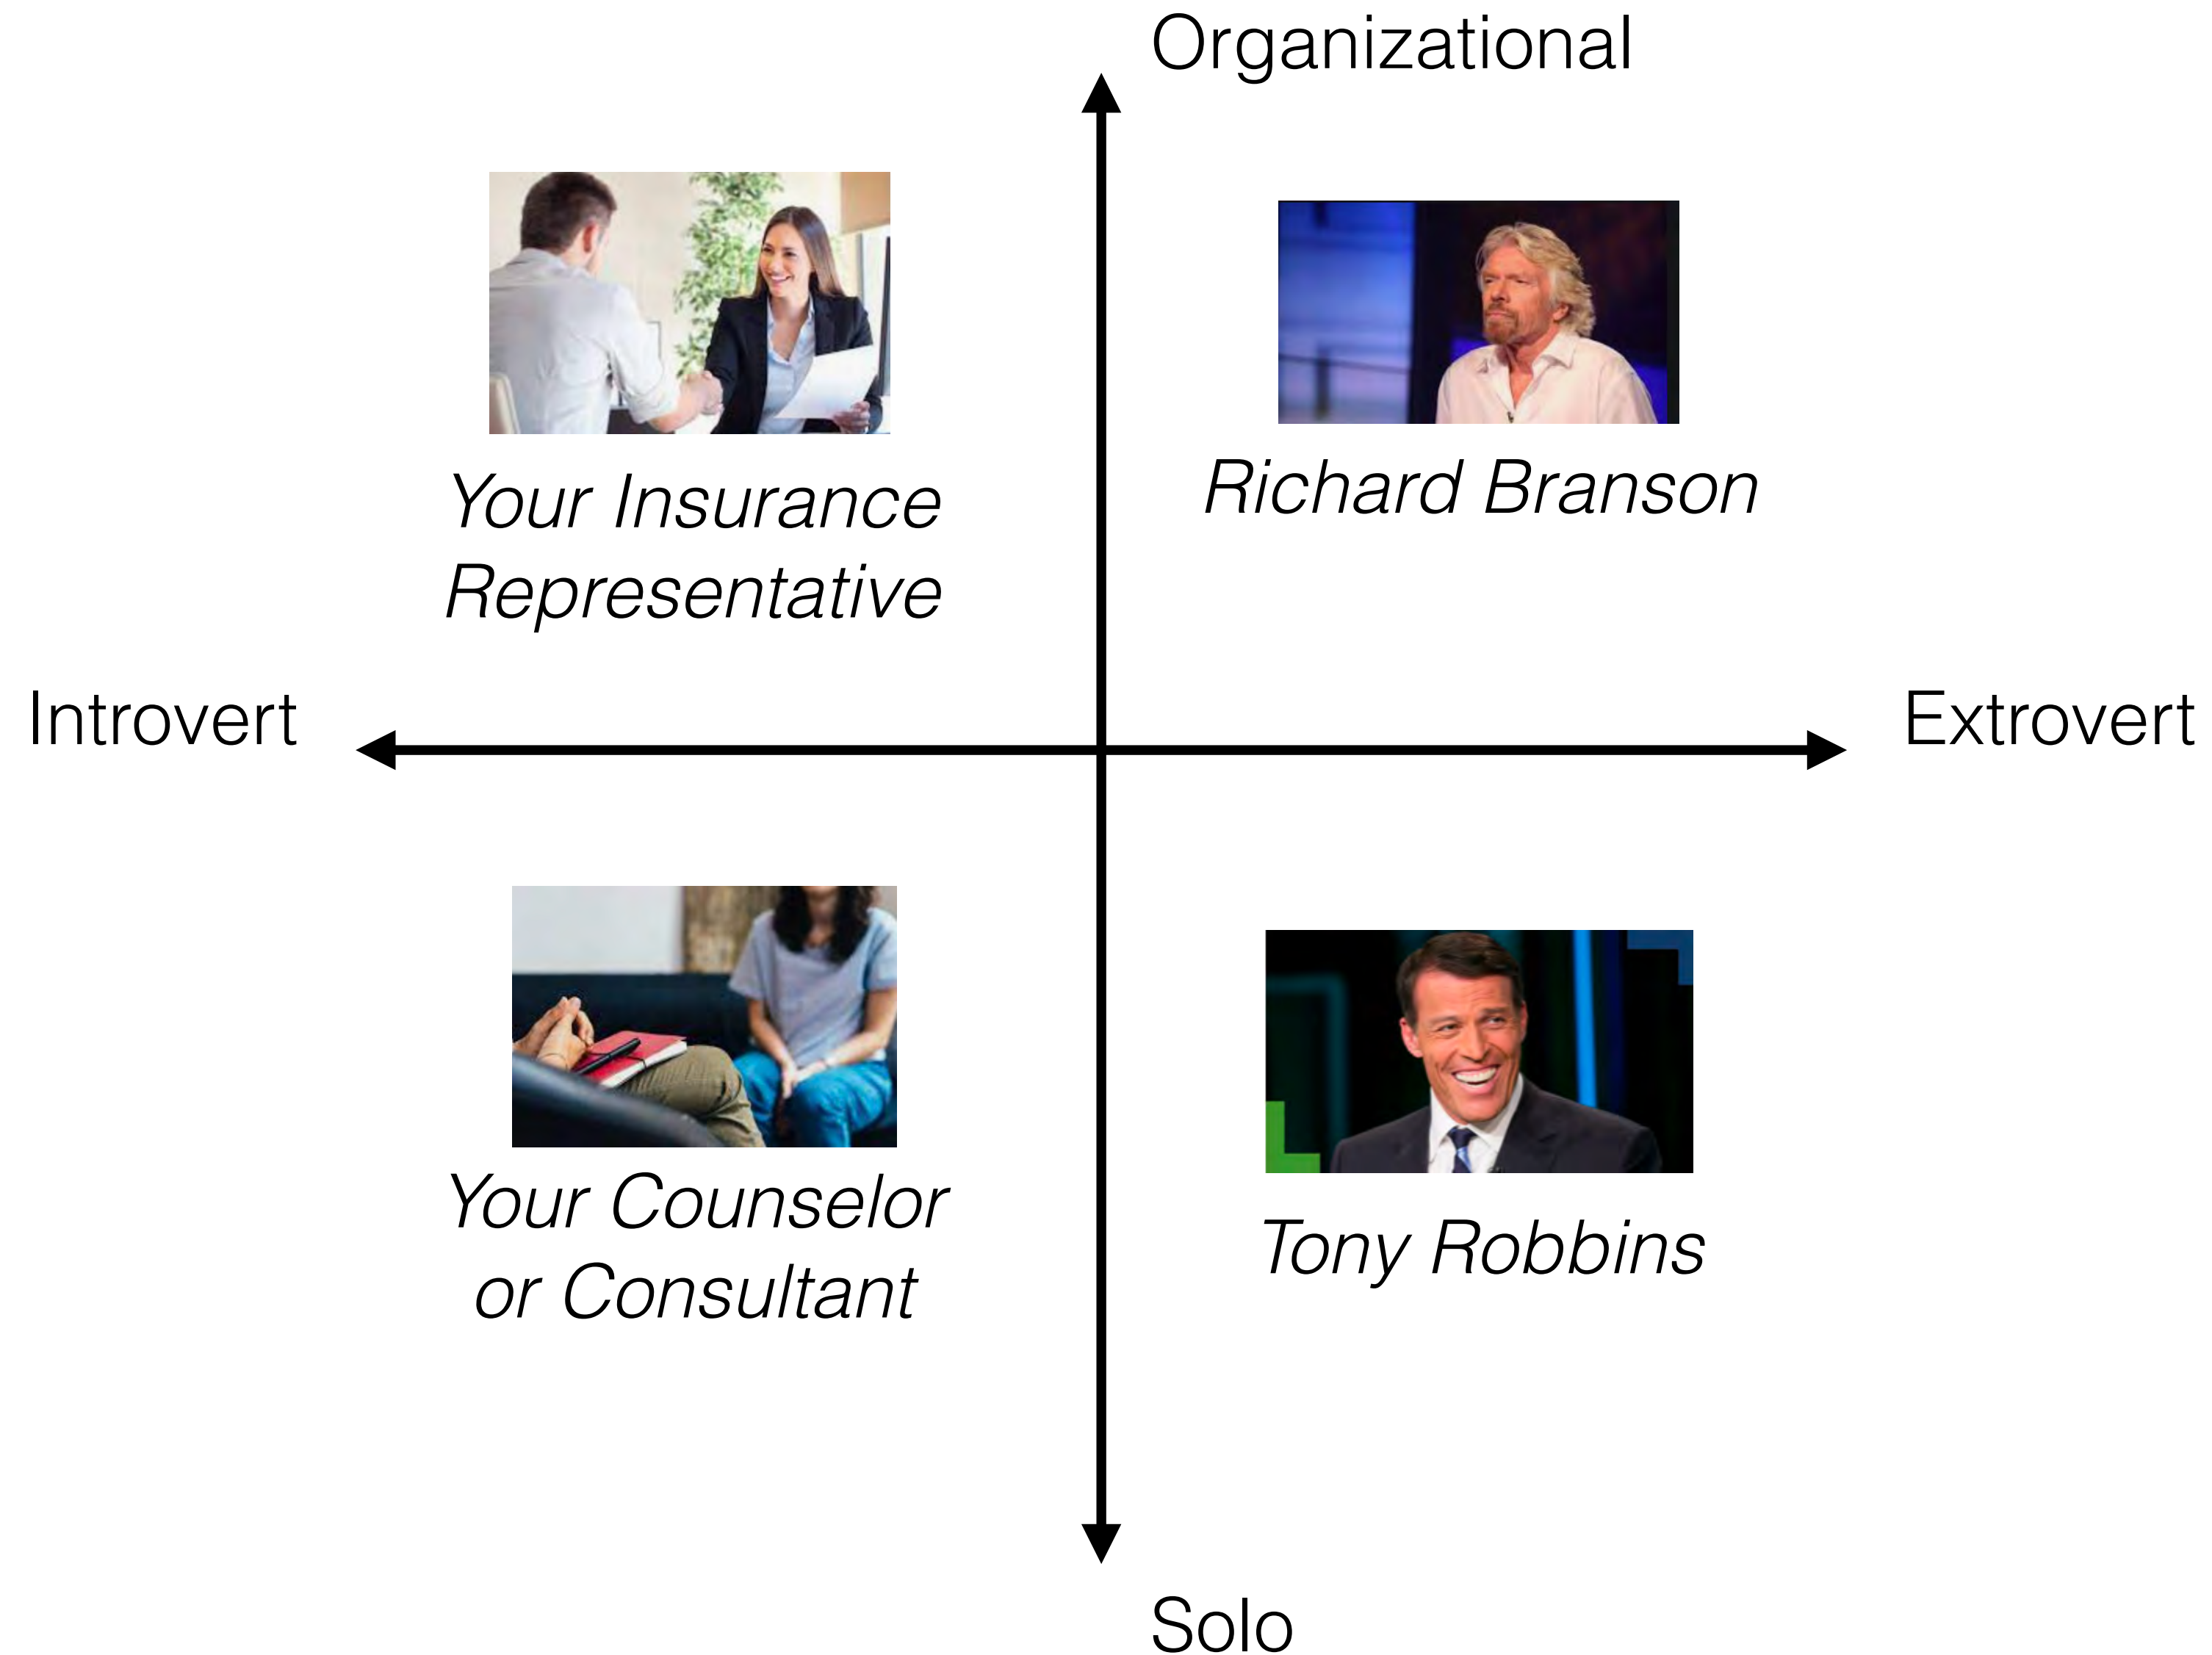 Organizational
Your Insurance
Representative
Richard Branson
Introvert
Extrovert
Your Counselor
or Consultant
Tony Robbins
Solo